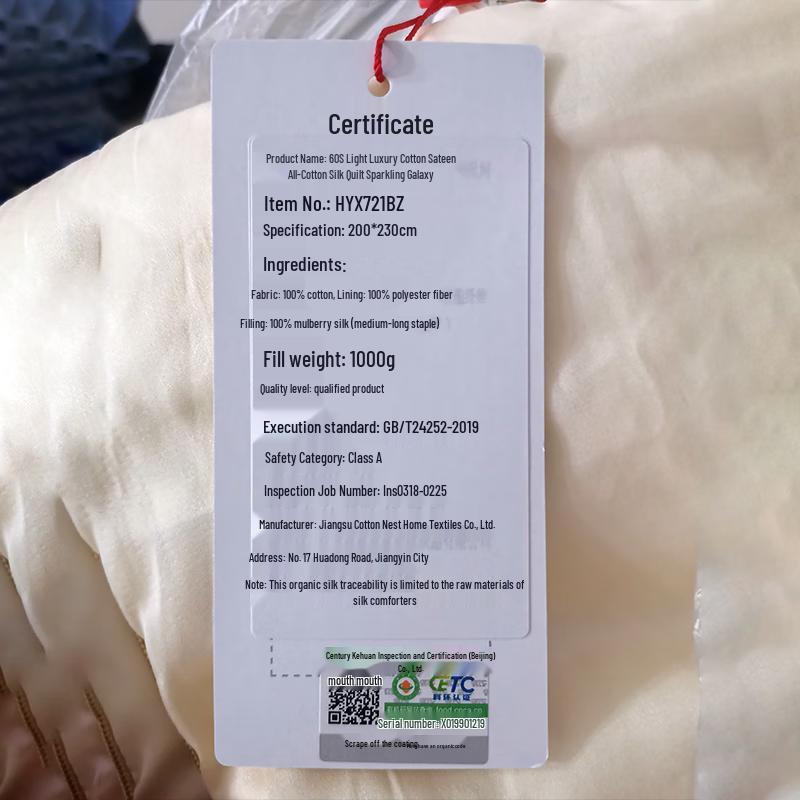 Certificate
Product Name: 60S Light Luxury Cotton Sateen
All-Cotton Silk Quilt Sparkling Galaxy
Item No.: HYX721BZ
Specification: 200*230cm
Ingredients:
Fabric: 100% cotton, Lining: 100% polyester fiber
Filling: 100% mulberry silk (medium-long staple)
Fill weight: 1000g
Quality level: qualified product
Execution standard: GB/T24252-2019
Safety Category: Class A
Inspection Job Number: Ins0318-0225
Manufacturer: Jiangsu Cotton Nest Home Textiles Co., Ltd.
Address: No. 17 Huadong Road, Jiangyin City
Note: This organic silk traceability is limited to the raw materials of
silk comforters
Century Kehuan Inspection and Certification (Beijing)
Co., Ltd.
mouth mouth
CETC
food.cnca.cn
Serial number: X019901219
Scrape off the coating